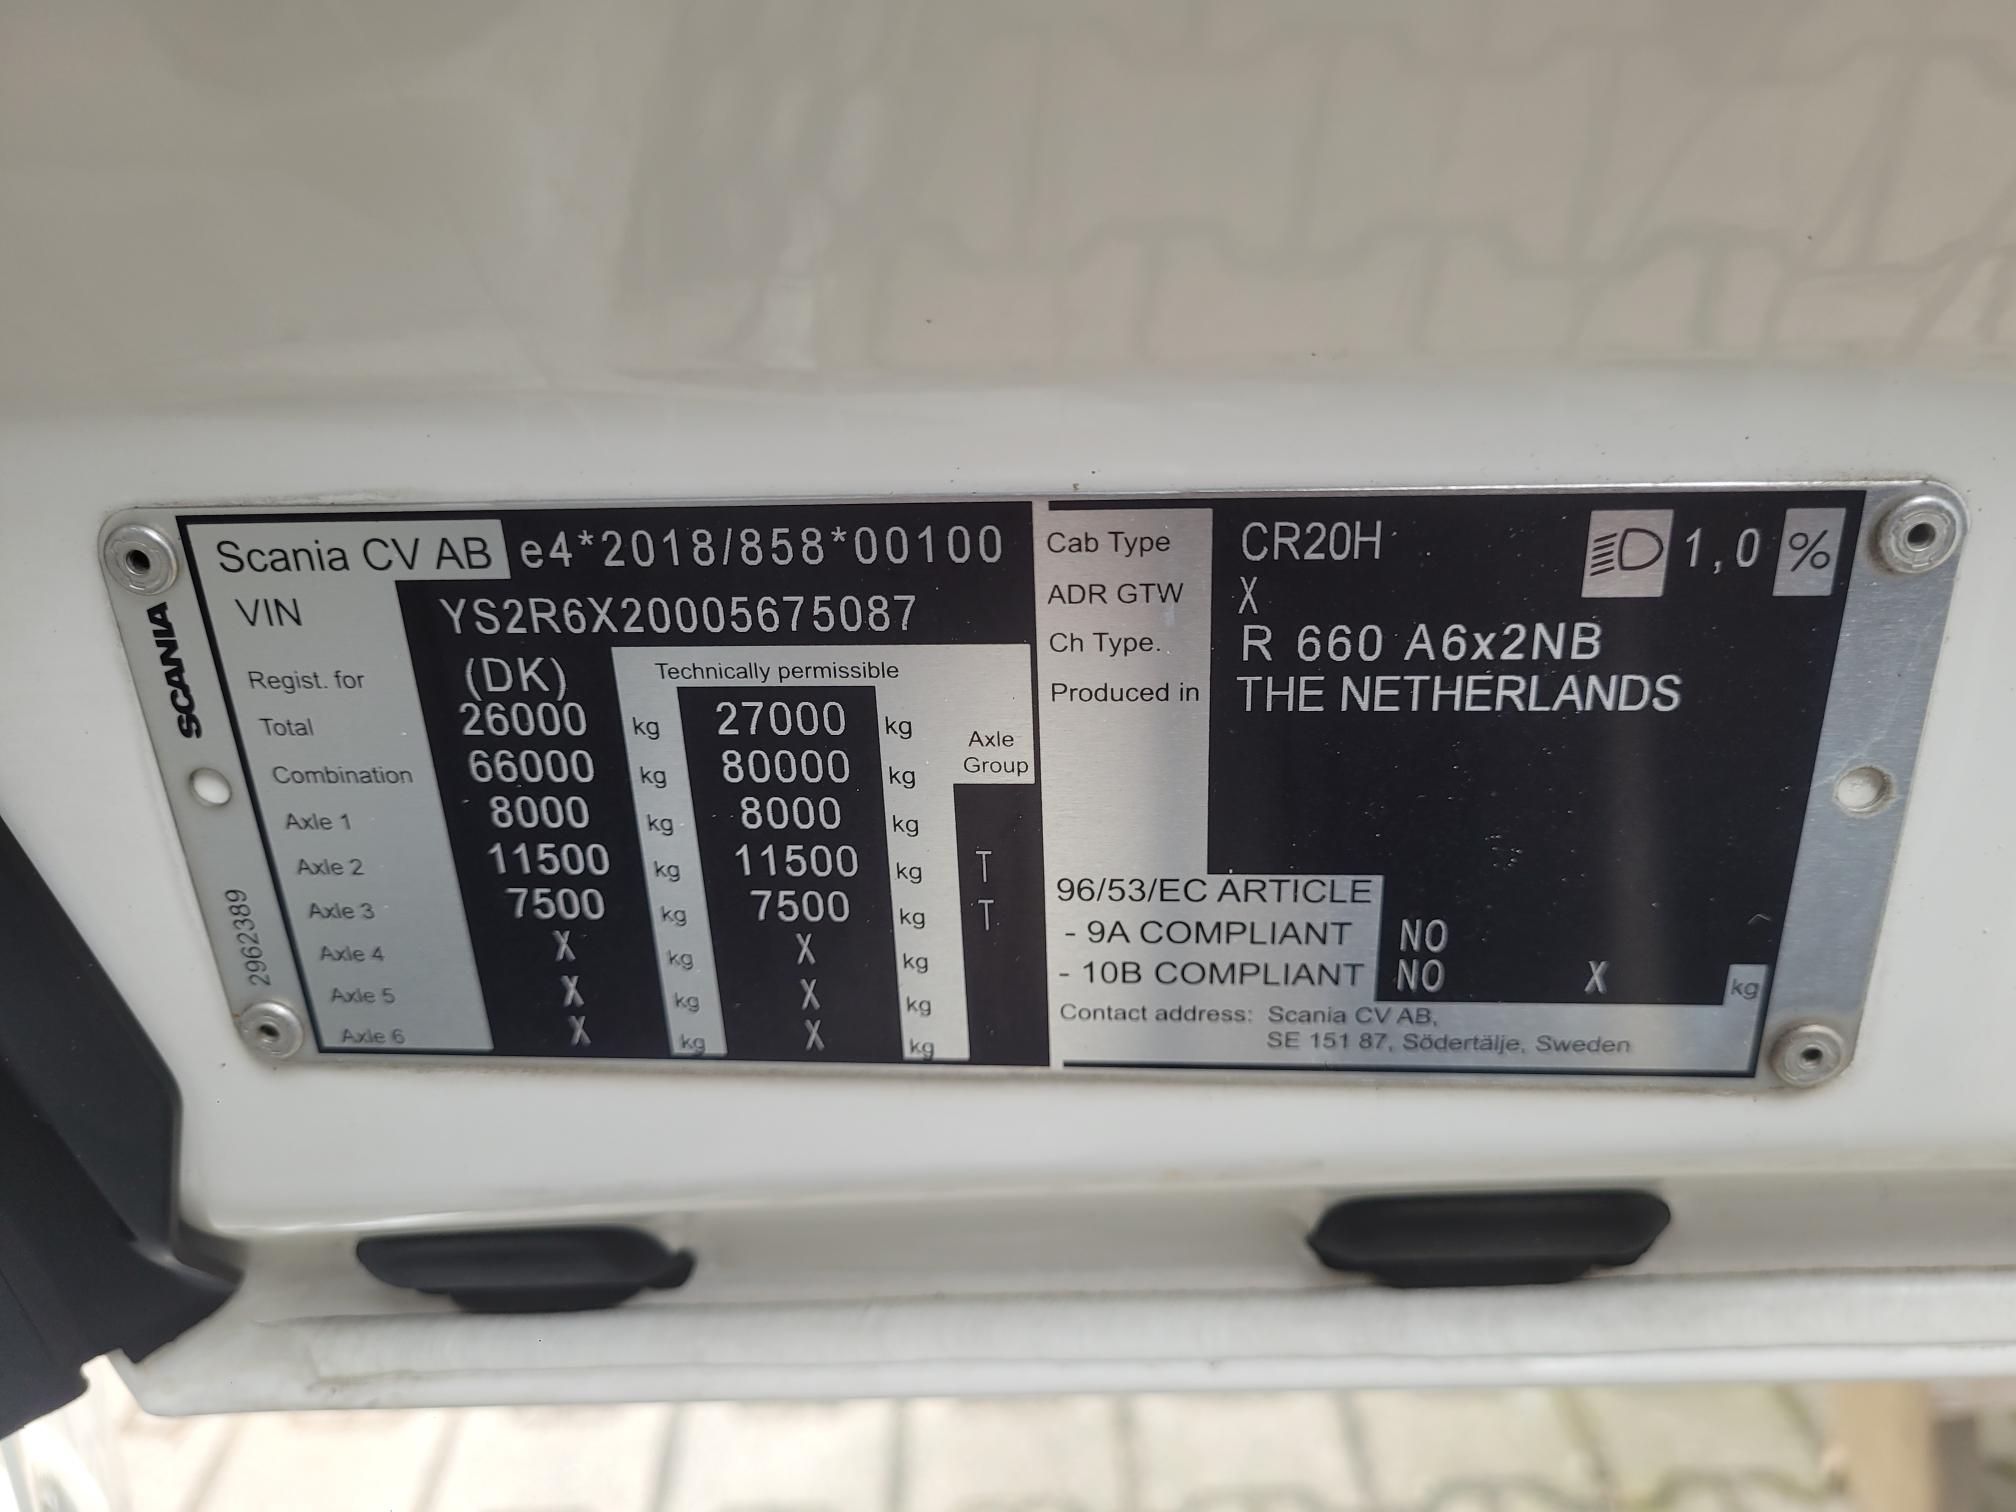 SCANIA
2962389
Scania CV AB e4*2018/858*00100
VIN YS2R6X20005675087
Regist. for (DK) Technically permissible
Total 26000 kg 27000 kg
Axle Group
Combination 66000 kg 80000 kg
Axle 1 8000 kg 8000 kg
Axle 2 11500 kg 11500 kg T
Axle 3 7500 kg 7500 kg T
Axle 4 X kg X kg
Axle 5 X kg X kg
Axle 6 X kg X kg
Cab Type CR20H 1,0 %
ADR GTW X
Ch Type. R 660 A6x2NB
Produced in THE NETHERLANDS
96/53/EC ARTICLE
- 9A COMPLIANT NO
- 10B COMPLIANT NO X kg
Contact address: Scania CV AB,
SE 151 87, Södertälje, Sweden